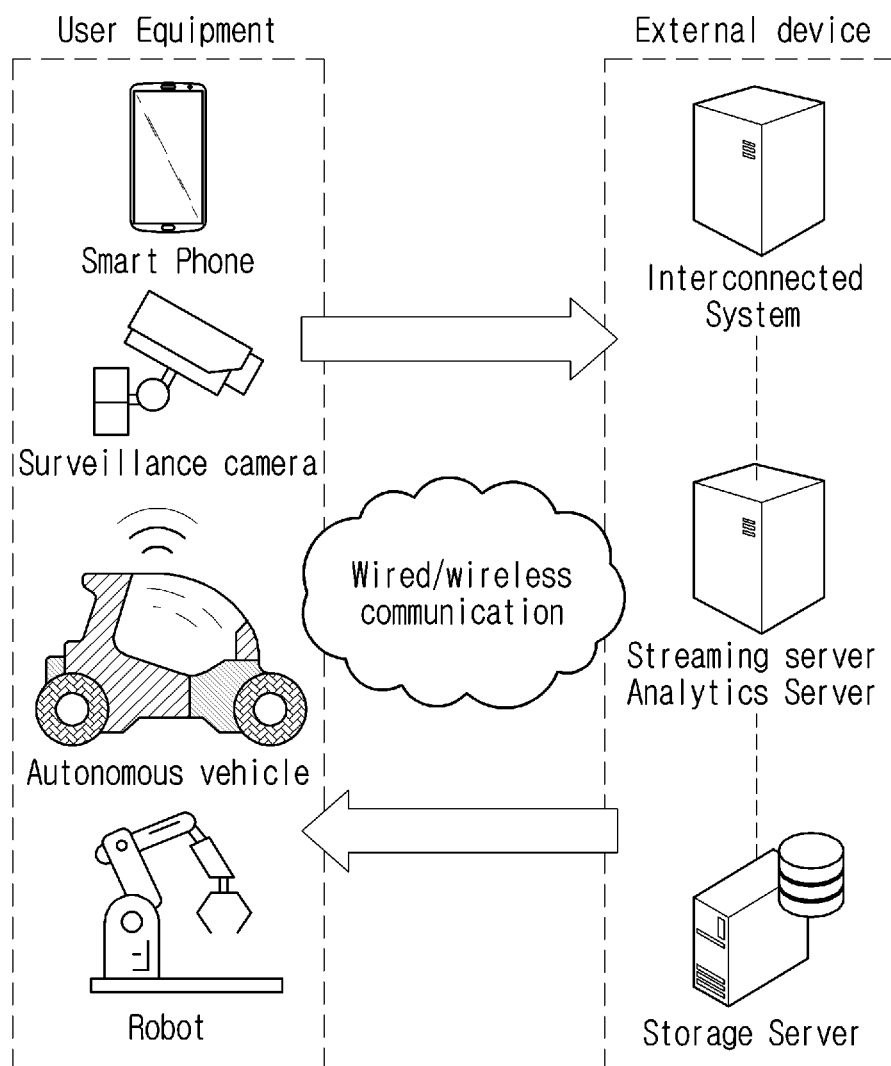 User Equipment
External device
Smart Phone
Surveillance camera
Autonomous vehicle
Robot
Wired/wireless
communication
Interconnected
System
Streaming server
Analytics Server
Storage Server